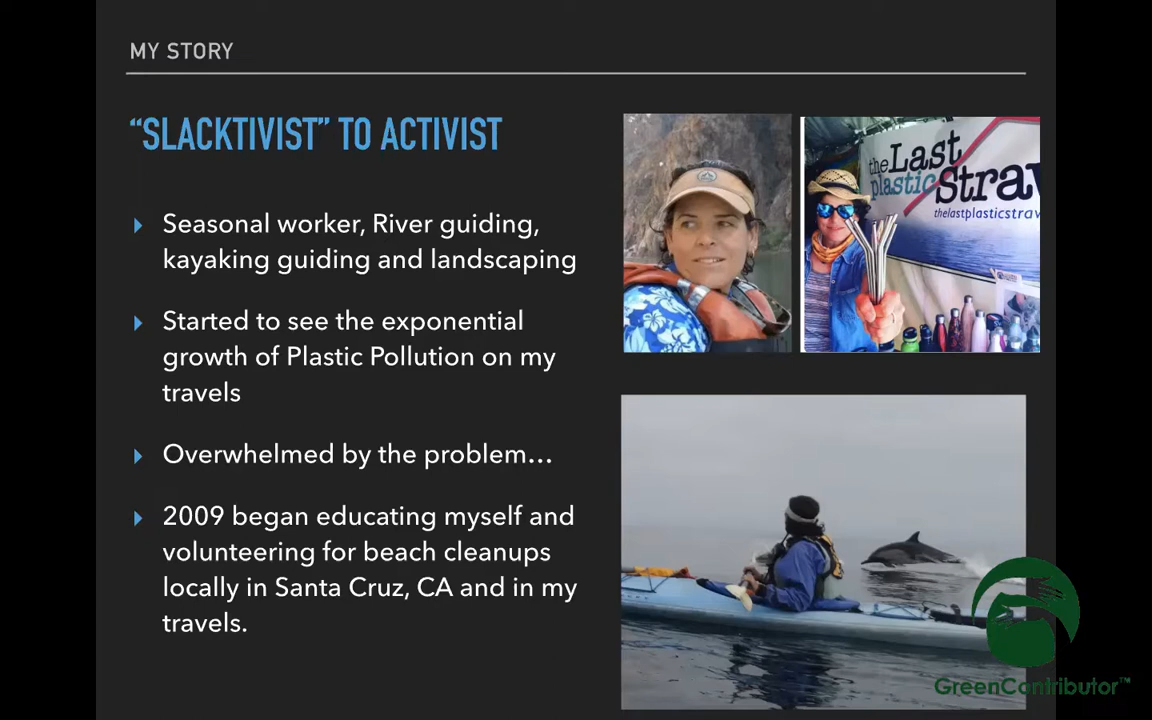 MY STORY
“SLACKTIVIST” TO ACTIVIST
Seasonal worker, River guiding,
kayaking guiding and landscaping
Started to see the exponential
growth of Plastic Pollution on my
travels
Overwhelmed by the problem…
2009 began educating myself and
volunteering for beach cleanups
locally in Santa Cruz, CA and in my
travels.
the Last
plastic Straw
thelastplasticstraw
GreenContributor™